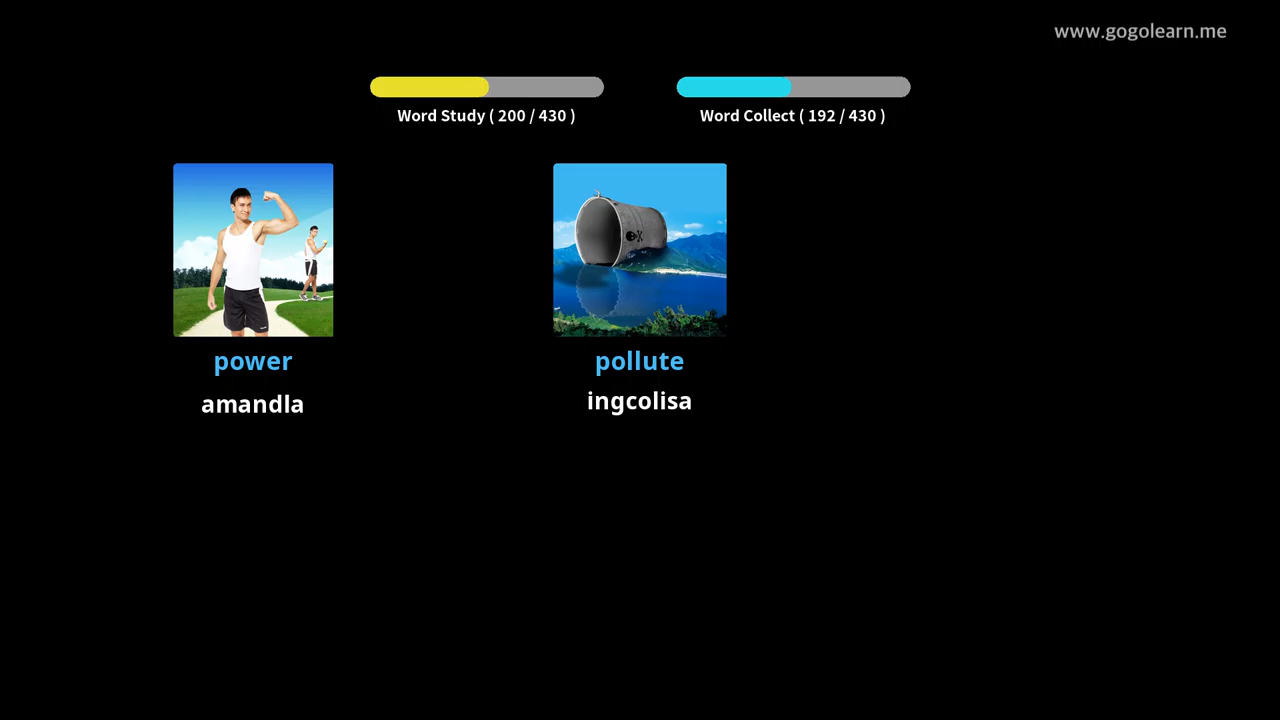 www.gogolearn.me
Word Study ( 200 / 430 )
Word Collect ( 192 / 430 )
power
amandla
pollute
ingcolisa